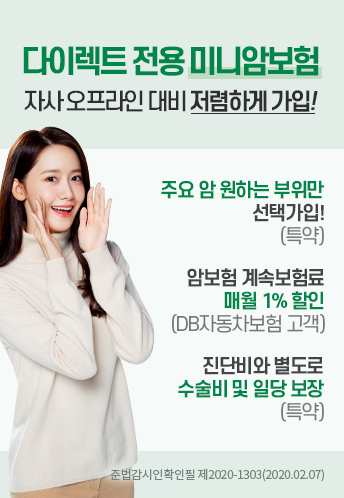 다이렉트 전용 미니암보험
자사 오프라인 대비 저렴하게 가입!
주요 암 원하는 부위만
선택가입!
(특약)
암보험 계속보험료
매월 1% 할인
(DB자동차보험 고객)
진단비와 별도로
수술비 및 일당 보장
(특약)
준법감시인확인필 제2020-1303(2020.02.07)